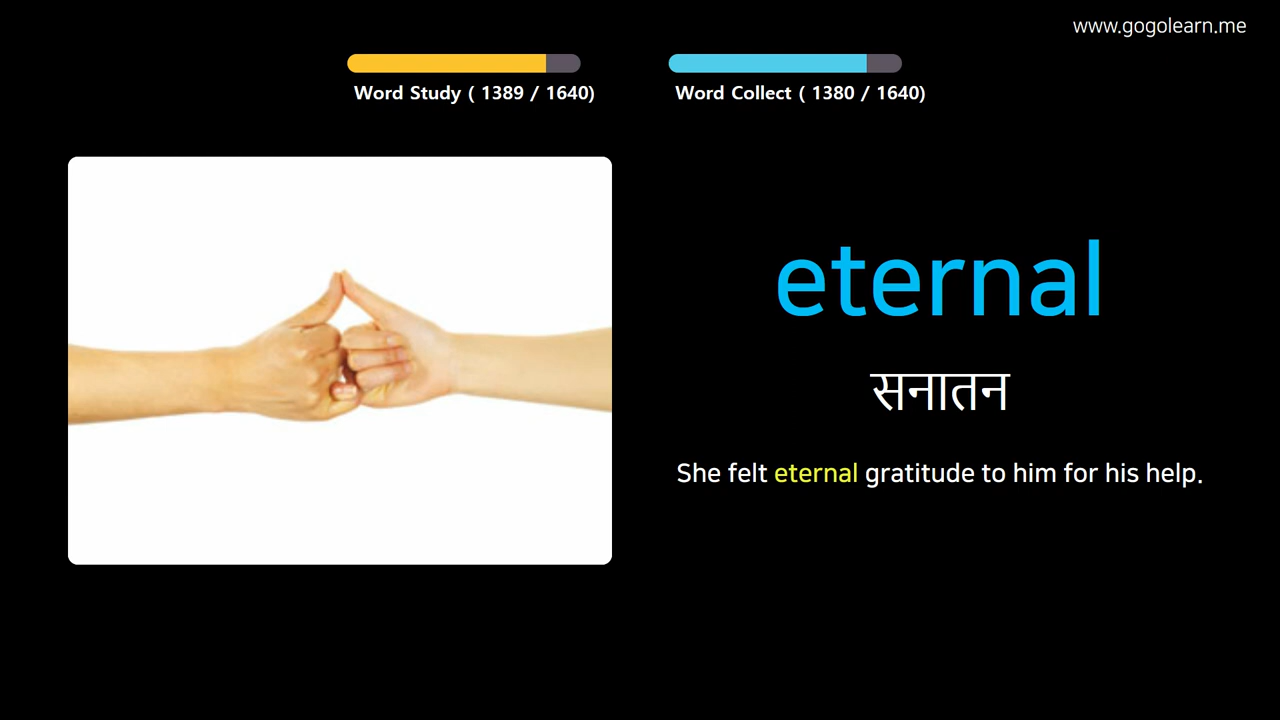 www.gogolearn.me
Word Study ( 1389 / 1640)
Word Collect ( 1380 / 1640)
eternal
सनातन
She felt eternal gratitude to him for his help.